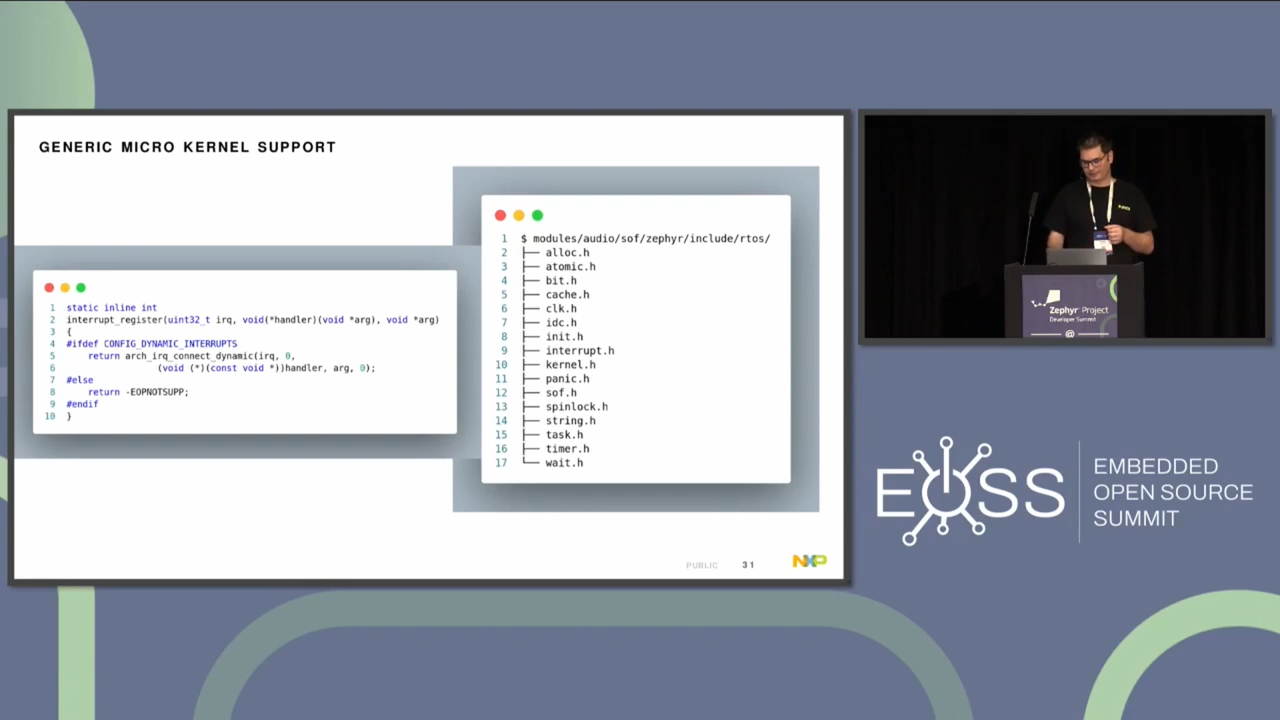 GENERIC MICRO KERNEL SUPPORT
1 static inline int
2 interrupt_register(uint32_t irq, void(*handler)(void *arg), void *arg)
3 {
4 #ifdef CONFIG_DYNAMIC_INTERRUPTS
5     return arch_irq_connect_dynamic(irq, 0,
6                (void (*)(const void *))handler, arg, 0);
7 #else
8     return -EOPNOTSUPP;
9 #endif
10 }
1 $ modules/audio/sof/zephyr/include/rtos/
2 ├── alloc.h
3 ├── atomic.h
4 ├── bit.h
5 ├── cache.h
6 ├── clk.h
7 ├── idc.h
8 ├── init.h
9 ├── interrupt.h
10 ├── kernel.h
11 ├── panic.h
12 ├── sof.h
13 ├── spinlock.h
14 ├── string.h
15 ├── task.h
16 ├── timer.h
17 └── wait.h
PUBLIC 31 NXP
Zephyr Project
Developer Summit
@
EOSS
EMBEDDED
OPEN SOURCE
SUMMIT